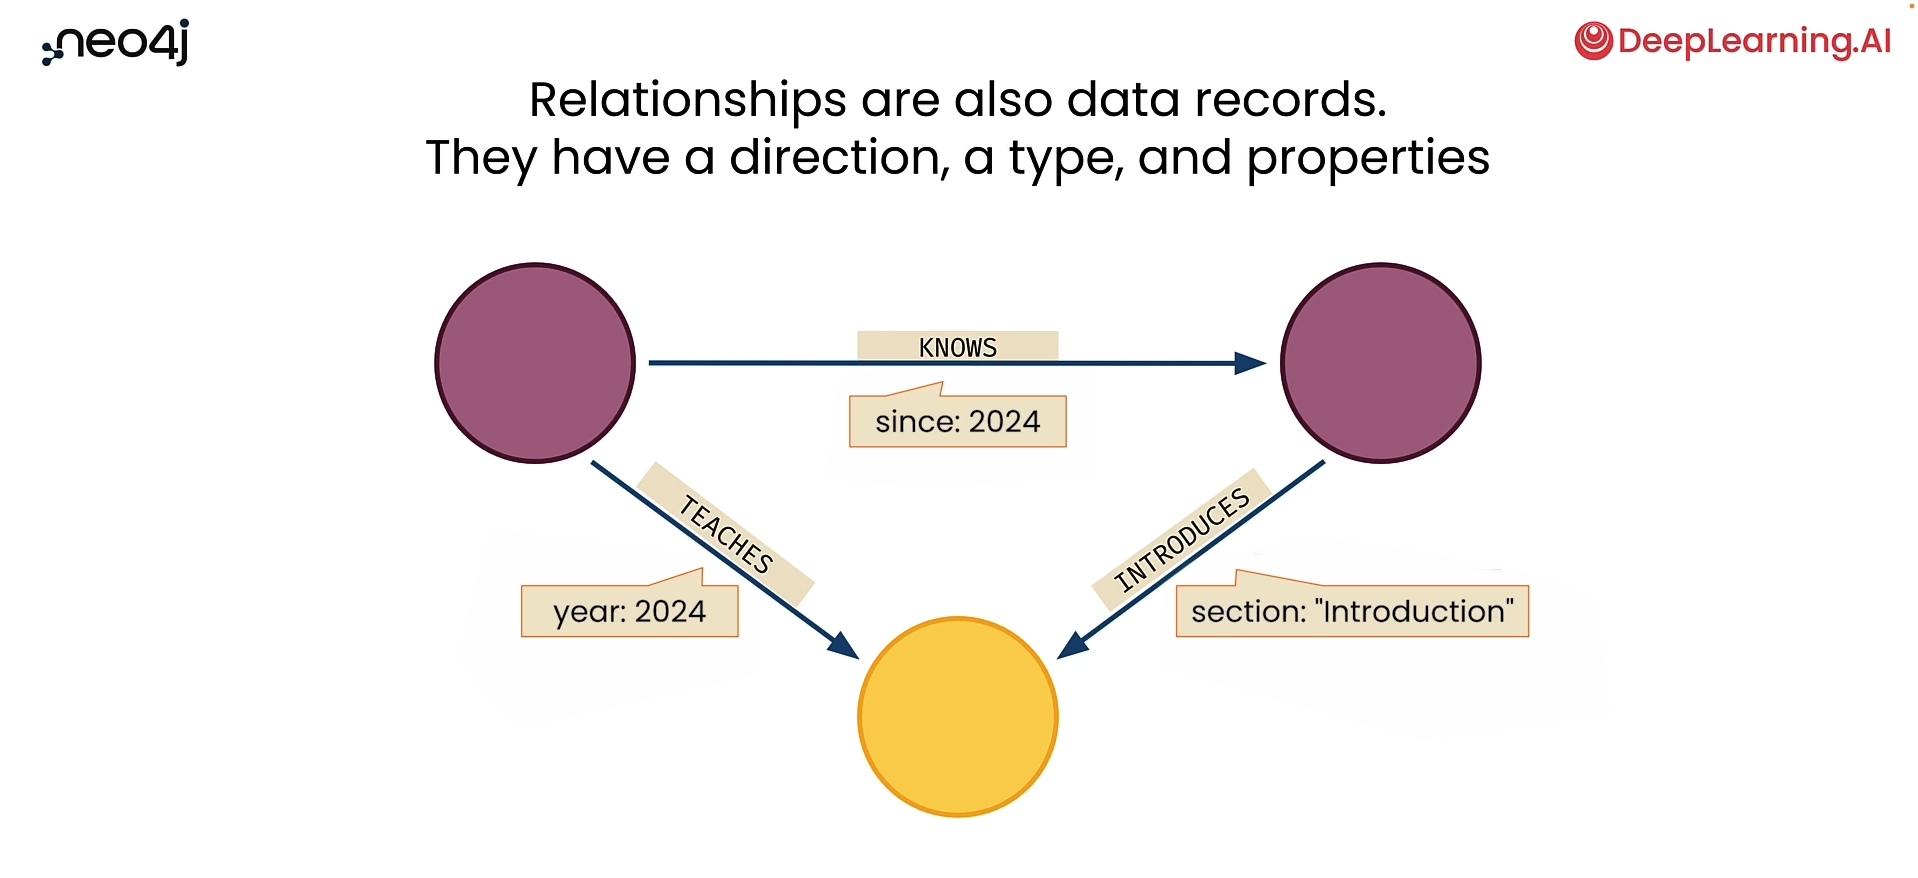 neo4j
DeepLearning.AI
Relationships are also data records.
They have a direction, a type, and properties
KNOWS
since: 2024
TEACHES
INTRODUCES
year: 2024
section: "Introduction"